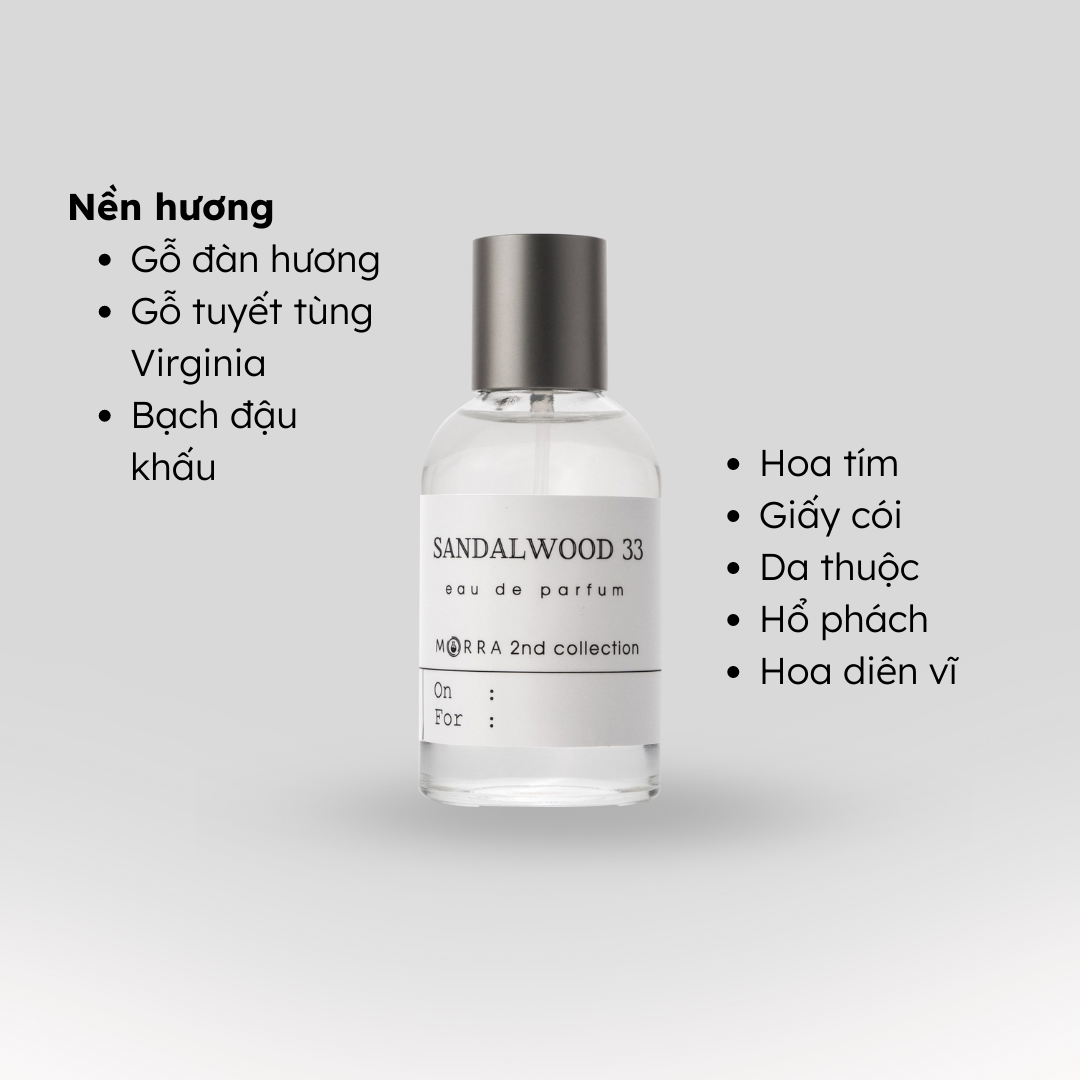 Nền hương
• Gỗ đàn hương
• Gỗ tuyết tùng
Virginia
• Bạch đậu
khấu
• Hoa tím
• Giấy cói
• Da thuộc
• Hổ phách
• Hoa diên vĩ
SANDALWOOD 33
eau de parfum
MORRA 2nd collection
On :
For :